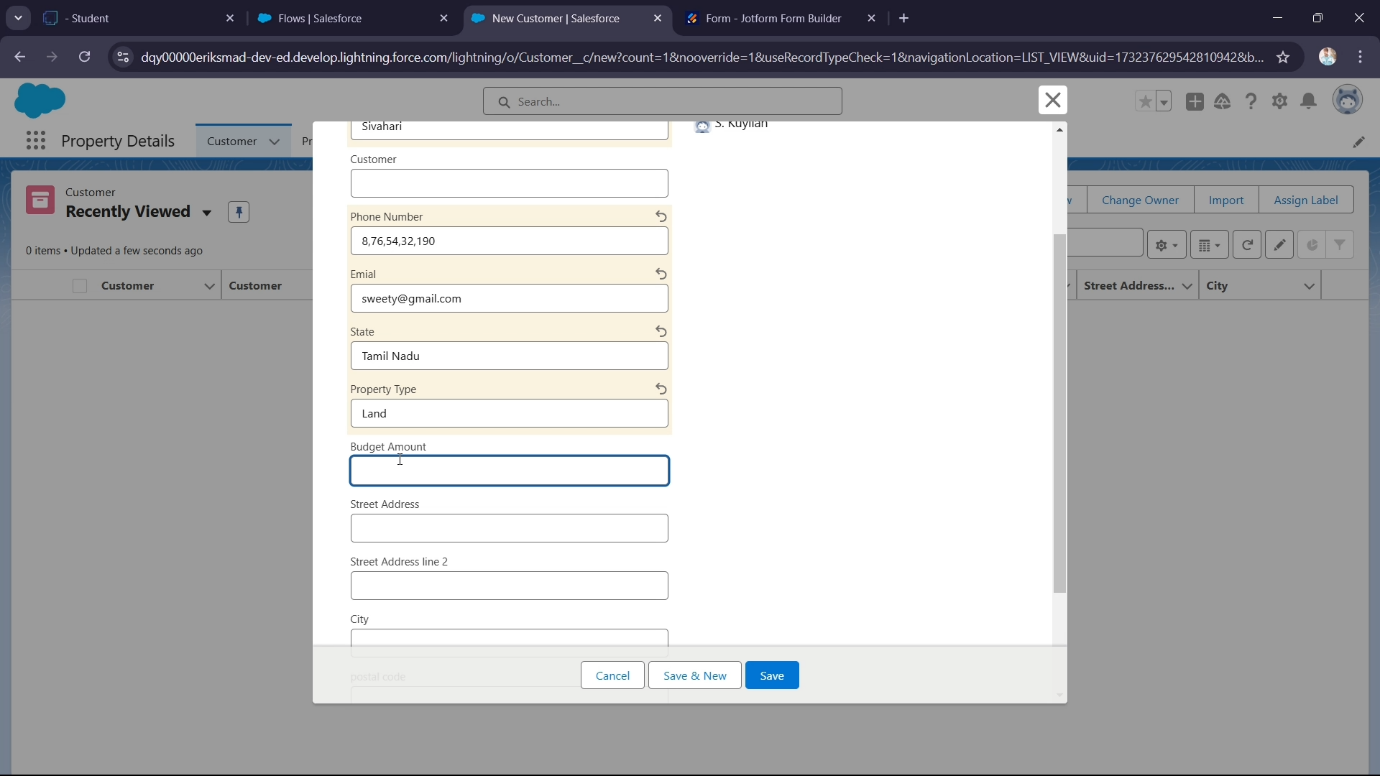 - Student
Flows | Salesforce
New Customer | Salesforce
Form - Jotform Form Builder
dqy00000eriksmad-dev-ed.develop.lightning.force.com/lightning/o/Customer__c/new?count=1&nooverride=1&useRecordTypeCheck=1&navigationLocation=LIST_VIEW&uid=173237629542810942&b...
Search...
Property Details
Customer
Pr
Customer
Recently Viewed
w
Change Owner
Import
Assign Label
0 items • Updated a few seconds ago
Customer
Customer
Street Address...
City
Sivahari
Customer
Phone Number
8,76,54,32,190
Emial
sweety@gmail.com
State
Tamil Nadu
Property Type
Land
Budget Amount
Street Address
Street Address line 2
City
postal code
Cancel
Save & New
Save